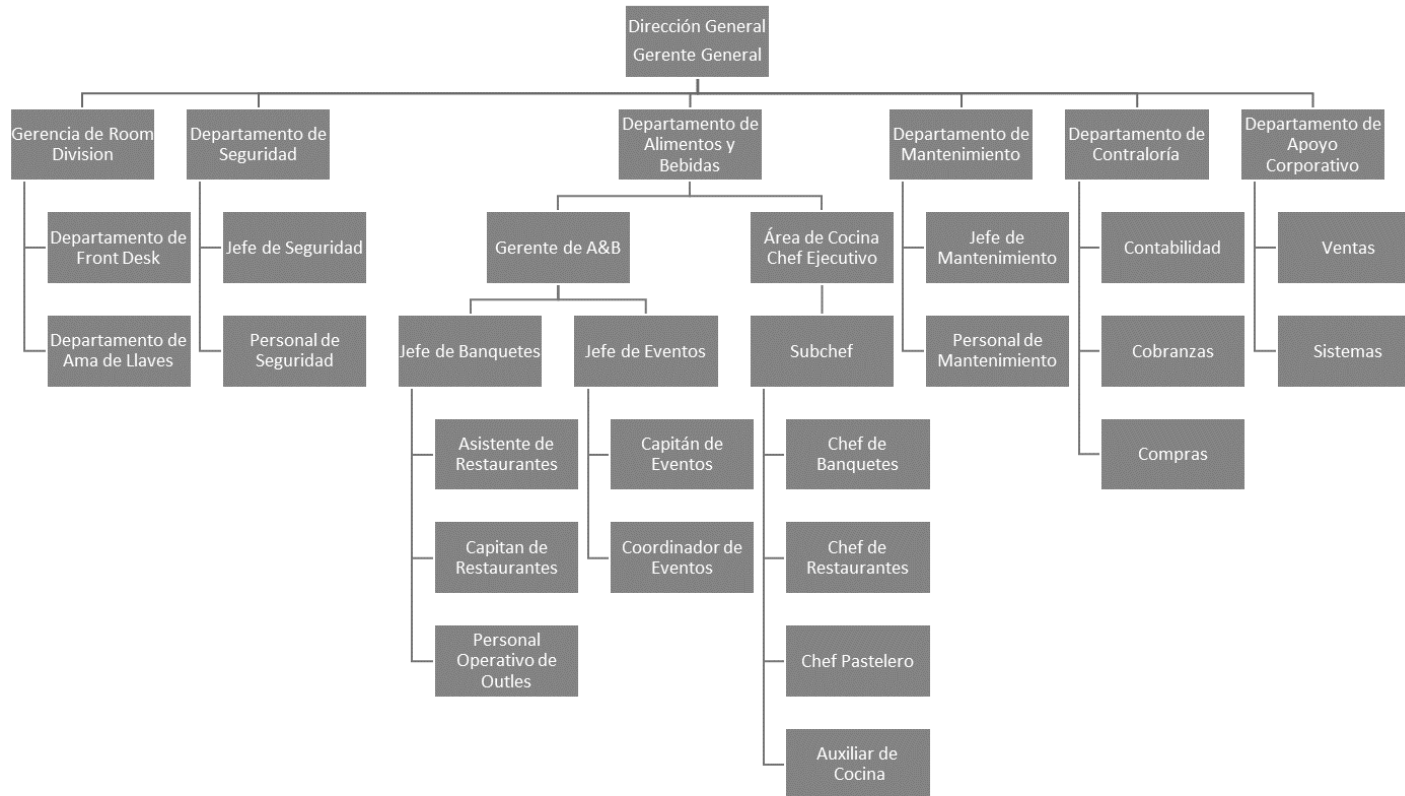 Dirección General
Gerente General
Gerencia de Room
Division
Departamento de
Seguridad
Departamento de
Alimentos y
Bebidas
Departamento de
Mantenimiento
Departamento de
Contraloría
Departamento de
Apoyo
Corporativo
Departamento de
Front Desk
Jefe de Seguridad
Gerente de A&B
Área de Cocina
Chef Ejecutivo
Jefe de
Mantenimiento
Contabilidad
Ventas
Departamento de
Ama de Llaves
Personal de
Seguridad
Jefe de Banquetes
Jefe de Eventos
Subchef
Personal de
Mantenimiento
Cobranzas
Sistemas
Asistente de
Restaurantes
Capitán de
Eventos
Chef de
Banquetes
Compras
Capitan de
Restaurantes
Coordinador de
Eventos
Chef de
Restaurantes
Personal
Operativo de
Outles
Chef Pastelero
Auxiliar de
Cocina